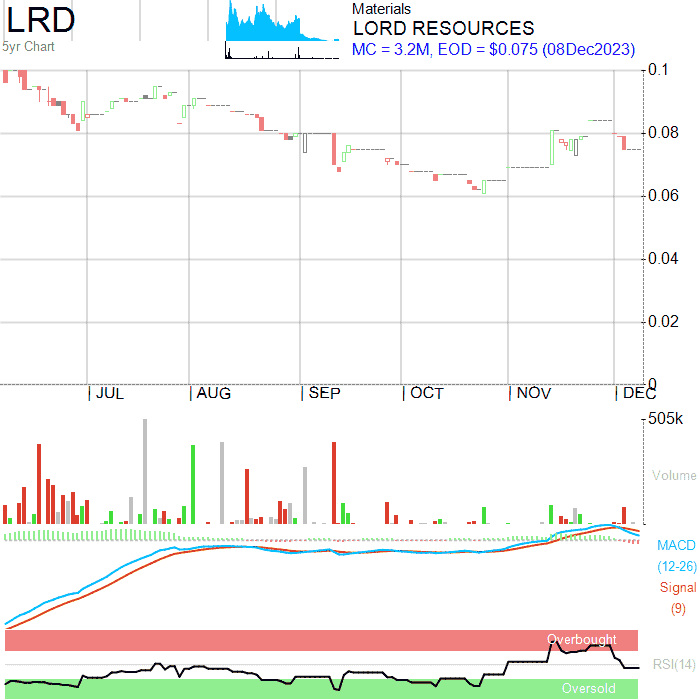 LRD
5yr Chart
Materials
LORD RESOURCES
MC = 3.2M, EOD = $0.075 (08Dec2023)
0.1
0.08
0.06
0.04
0.02
0
JUL AUG SEP OCT NOV DEC
505k
Volume
MACD
(12-26)
Signal
(9)
Overbought
RSI(14)
Oversold